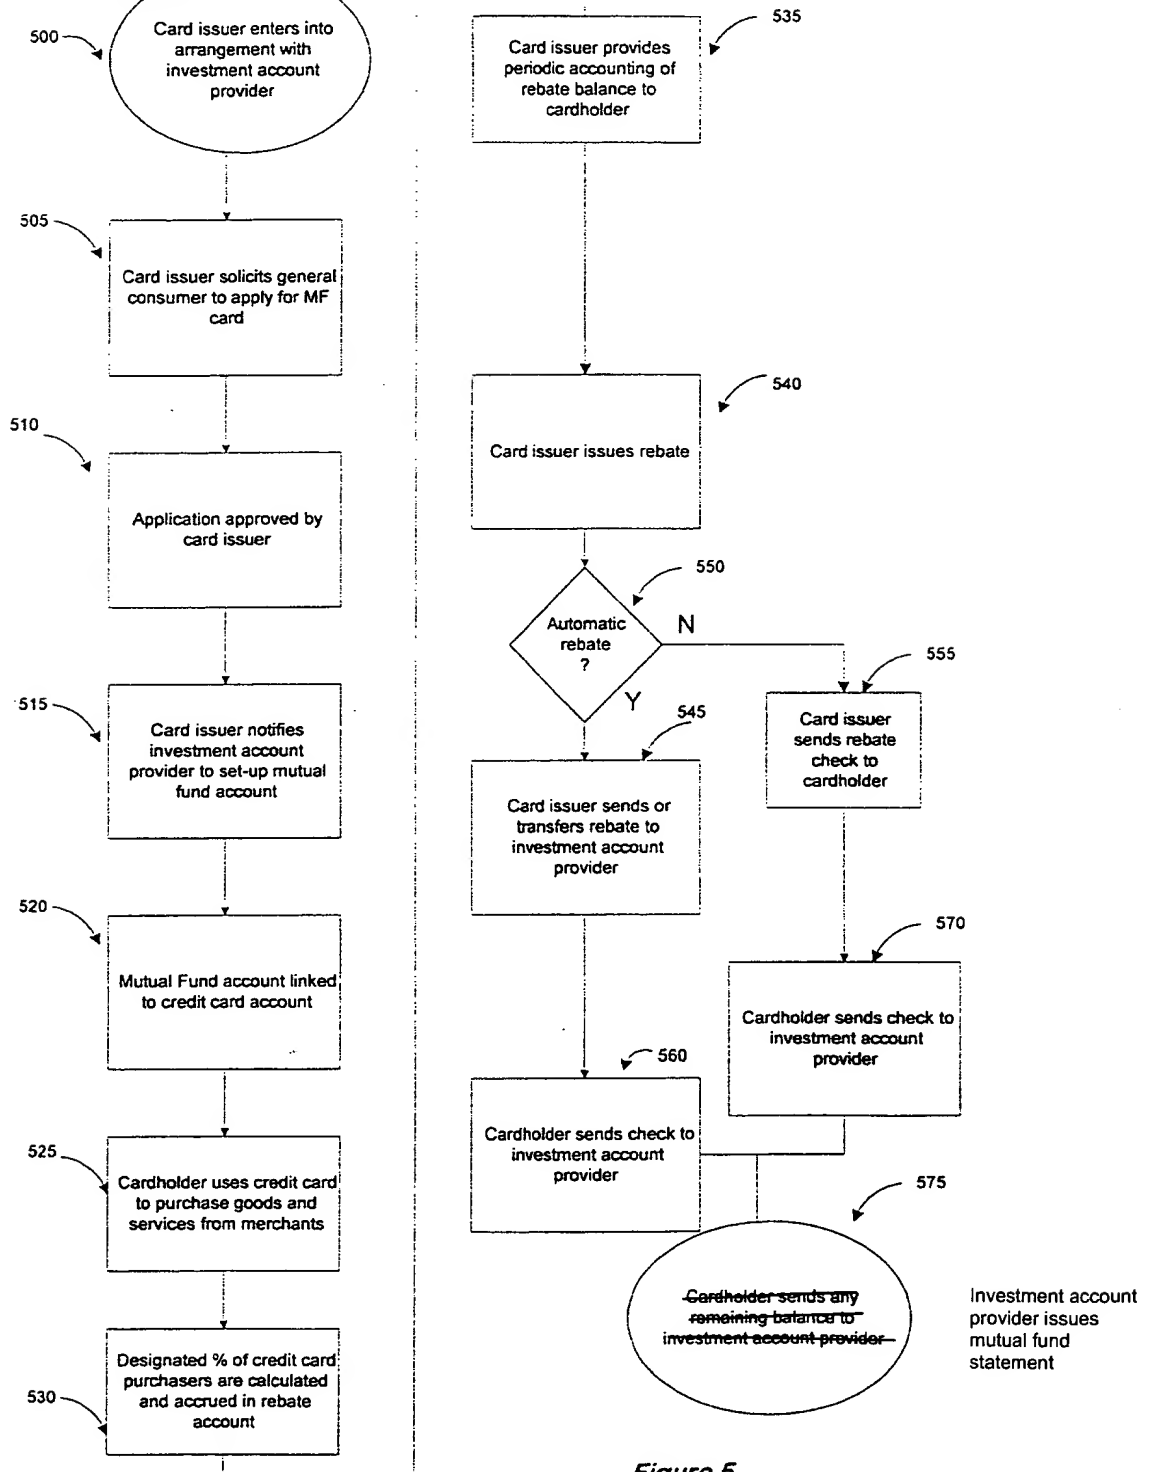 500
Card issuer enters into
arrangement with
investment account
provider
505
Card issuer solicits general
consumer to apply for MF
card
510
Application approved by
card issuer
515
Card issuer notifies
investment account
provider to set-up mutual
fund account
520
Mutual Fund account linked
to credit card account
525
Cardholder uses credit card
to purchase goods and
services from merchants
530
Designated % of credit card
purchasers are calculated
and accrued in rebate
account
535
Card issuer provides
periodic accounting of
rebate balance to
cardholder
540
Card issuer issues rebate
550
Automatic
rebate
?
N
Y
555
Card issuer
sends rebate
check to
cardholder
545
Card issuer sends or
transfers rebate to
investment account
provider
570
Cardholder sends check to
investment account
provider
560
Cardholder sends check to
investment account
provider
575
Cardholder sends any
remaining balance to
investment account provider
Investment account
provider issues
mutual fund
statement
Figure 5